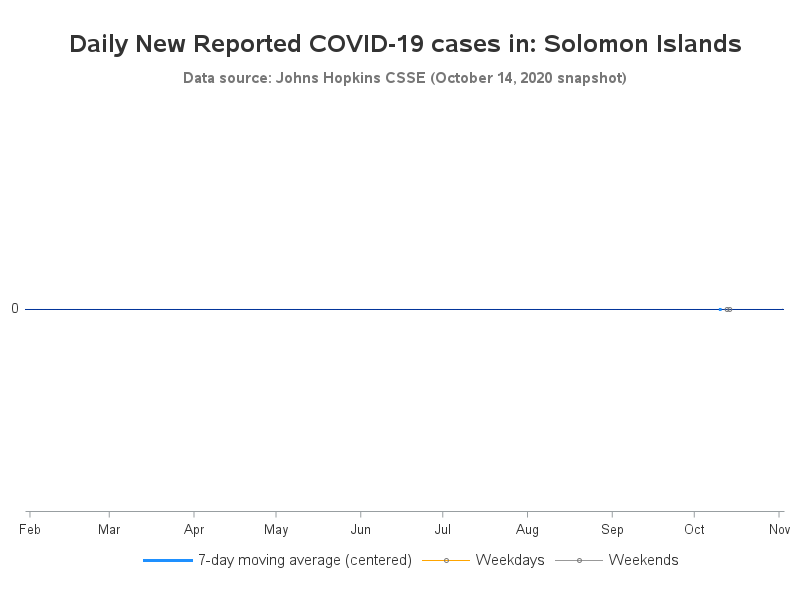 Daily New Reported COVID-19 cases in: Solomon Islands
Data source: Johns Hopkins CSSE (October 14, 2020 snapshot)
0
Feb Mar Apr May Jun Jul Aug Sep Oct Nov
7-day moving average (centered) Weekdays Weekends